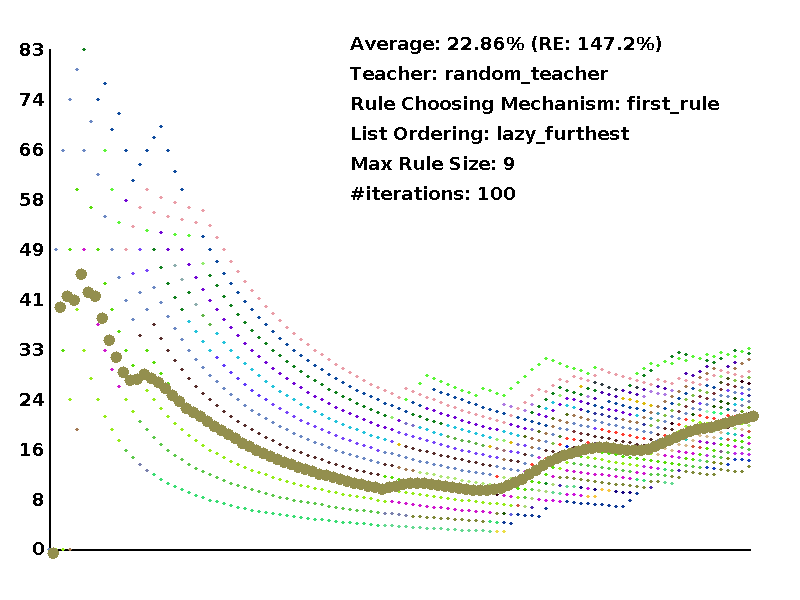 Average: 22.86% (RE: 147.2%)
Teacher: random_teacher
Rule Choosing Mechanism: first_rule
List Ordering: lazy_furthest
Max Rule Size: 9
#iterations: 100
83
74
66
58
49
41
33
24
16
8
0